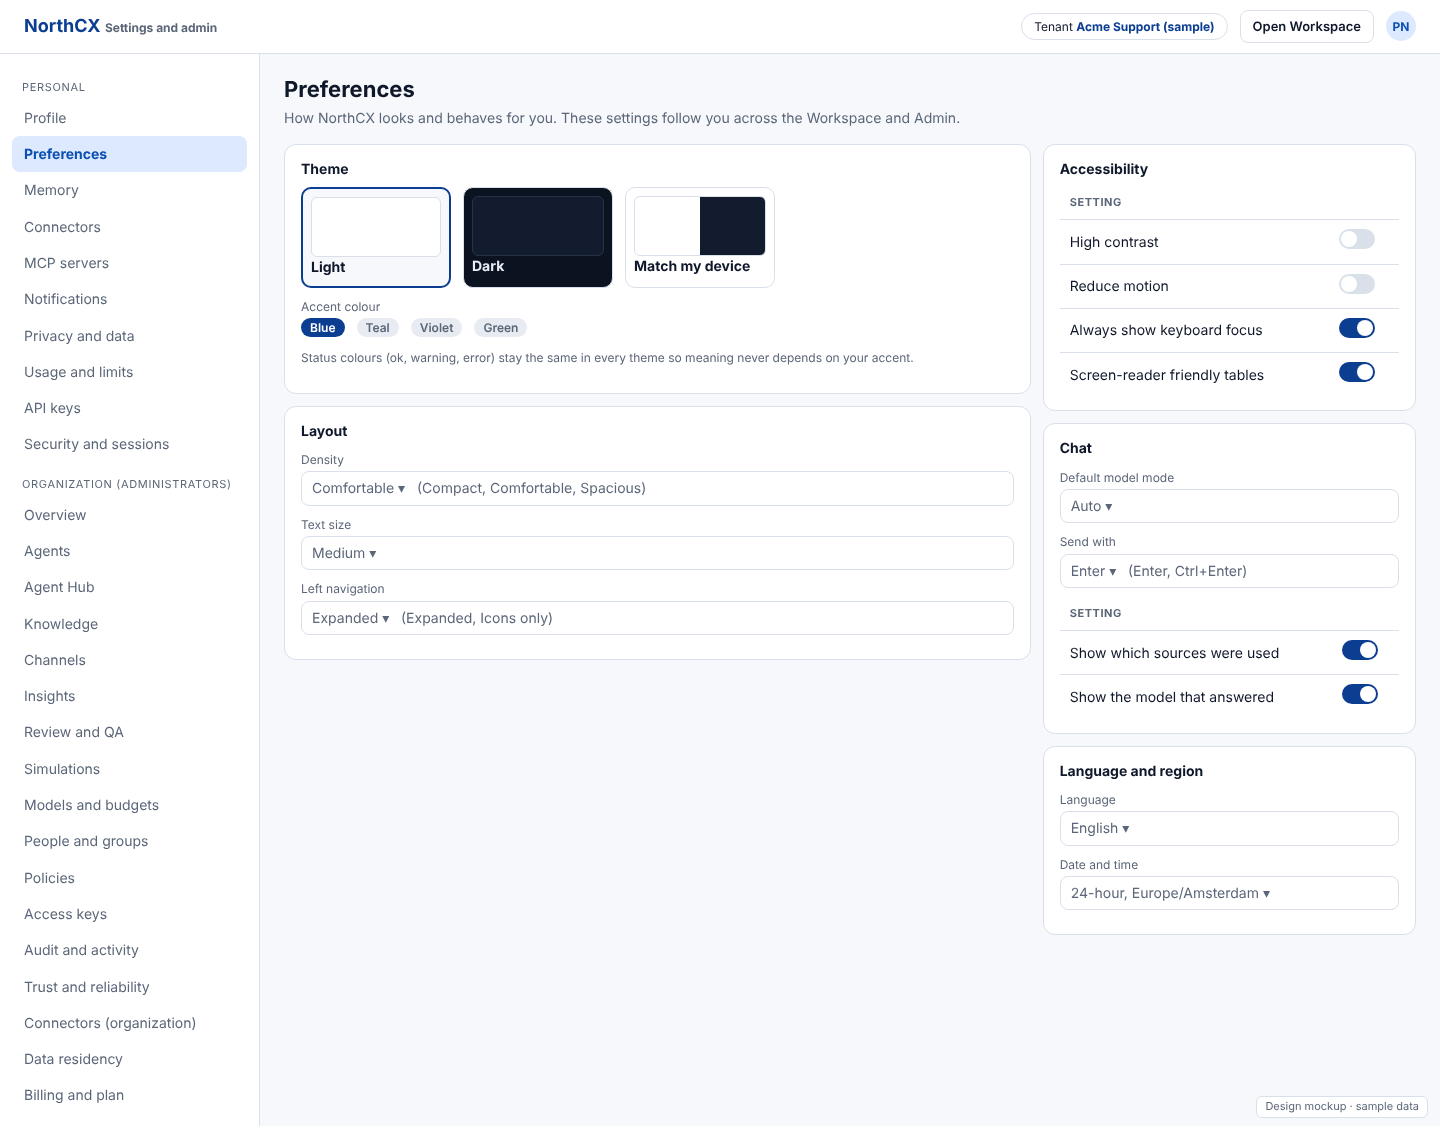 NorthCX Settings and admin
Tenant Acme Support (sample)
Open Workspace
PN
PERSONAL
Profile
Preferences
Memory
Connectors
MCP servers
Notifications
Privacy and data
Usage and limits
API keys
Security and sessions
ORGANIZATION (ADMINISTRATORS)
Overview
Agents
Agent Hub
Knowledge
Channels
Insights
Review and QA
Simulations
Models and budgets
People and groups
Policies
Access keys
Audit and activity
Trust and reliability
Connectors (organization)
Data residency
Billing and plan
Preferences
How NorthCX looks and behaves for you. These settings follow you across the Workspace and Admin.
Theme
Light
Dark
Match my device
Accent colour
Blue
Teal
Violet
Green
Status colours (ok, warning, error) stay the same in every theme so meaning never depends on your accent.
Layout
Density
Comfortable ▾ (Compact, Comfortable, Spacious)
Text size
Medium ▾
Left navigation
Expanded ▾ (Expanded, Icons only)
Accessibility
SETTING
High contrast
Reduce motion
Always show keyboard focus
Screen-reader friendly tables
Chat
Default model mode
Auto ▾
Send with
Enter ▾ (Enter, Ctrl+Enter)
SETTING
Show which sources were used
Show the model that answered
Language and region
Language
English ▾
Date and time
24-hour, Europe/Amsterdam ▾
Design mockup · sample data